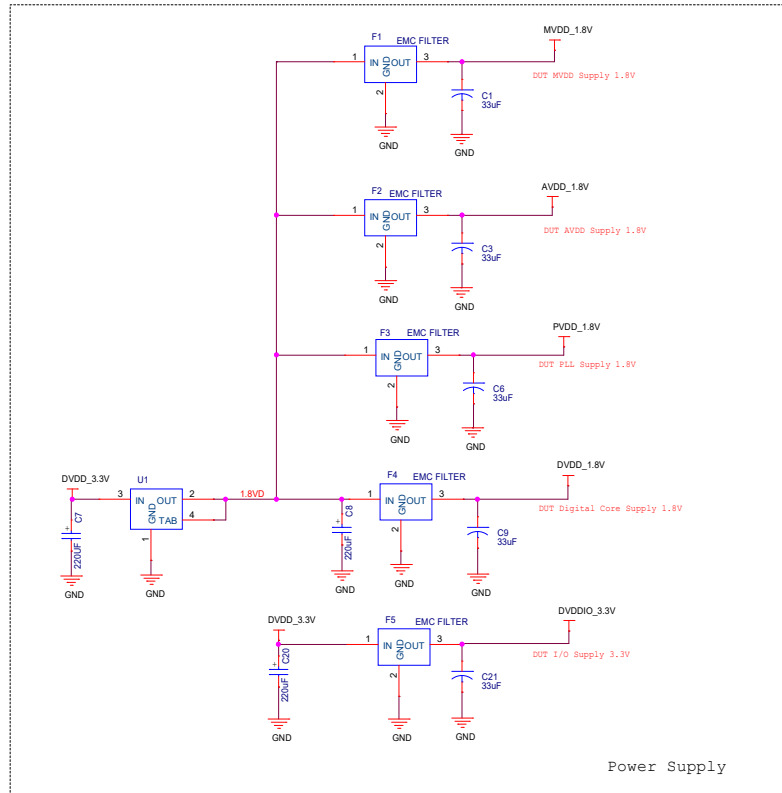 MVDD_1.8V
F1 EMC FILTER
1 IN OUT 3
GND
2
DUT MVDD Supply 1.8V
C1
33uF
GND
GND
AVDD_1.8V
F2 EMC FILTER
1 IN OUT 3
GND
2
DUT AVDD Supply 1.8V
C3
33uF
GND
GND
PVDD_1.8V
F3 EMC FILTER
1 IN OUT 3
GND
2
DUT PLL Supply 1.8V
C6
33uF
GND
GND
DVDD_3.3V
U1
3 IN OUT 2
GND
TAB 4
1
C7
220UF
GND
GND
1.8VD
C8
220uF
GND
F4 EMC FILTER
1 IN OUT 3
GND
2
DVDD_1.8V
DUT Digital Core Supply 1.8V
C9
33uF
GND
GND
DVDD_3.3V
C20
220uF
GND
F5 EMC FILTER
1 IN OUT 3
GND
2
DVDDIO_3.3V
DUT I/O Supply 3.3V
C21
33uF
GND
GND
+
+
+
Power Supply